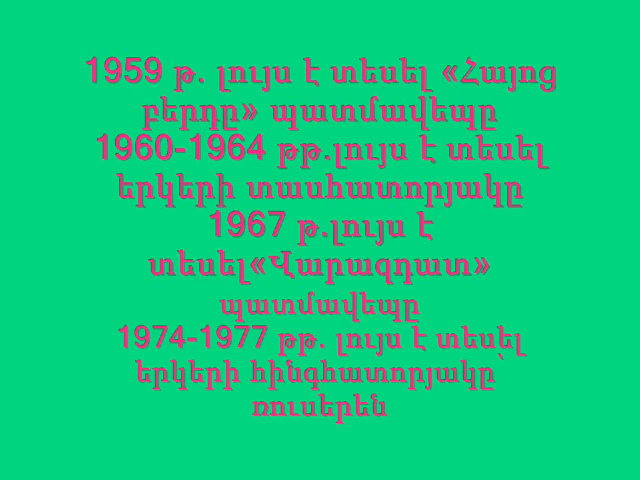 1959 թ. լույս է տեսել «Հայոց
բերդը» պատմավեպը
1960-1964 թթ.լույս է տեսել
երկերի տասհատորյակը
1967 թ.լույս է
տեսել«Վարազդատ»
պատմավեպը
1974-1977 թթ. լույս է տեսել
երկերի հինգհատորյակը՝
ռուսերեն